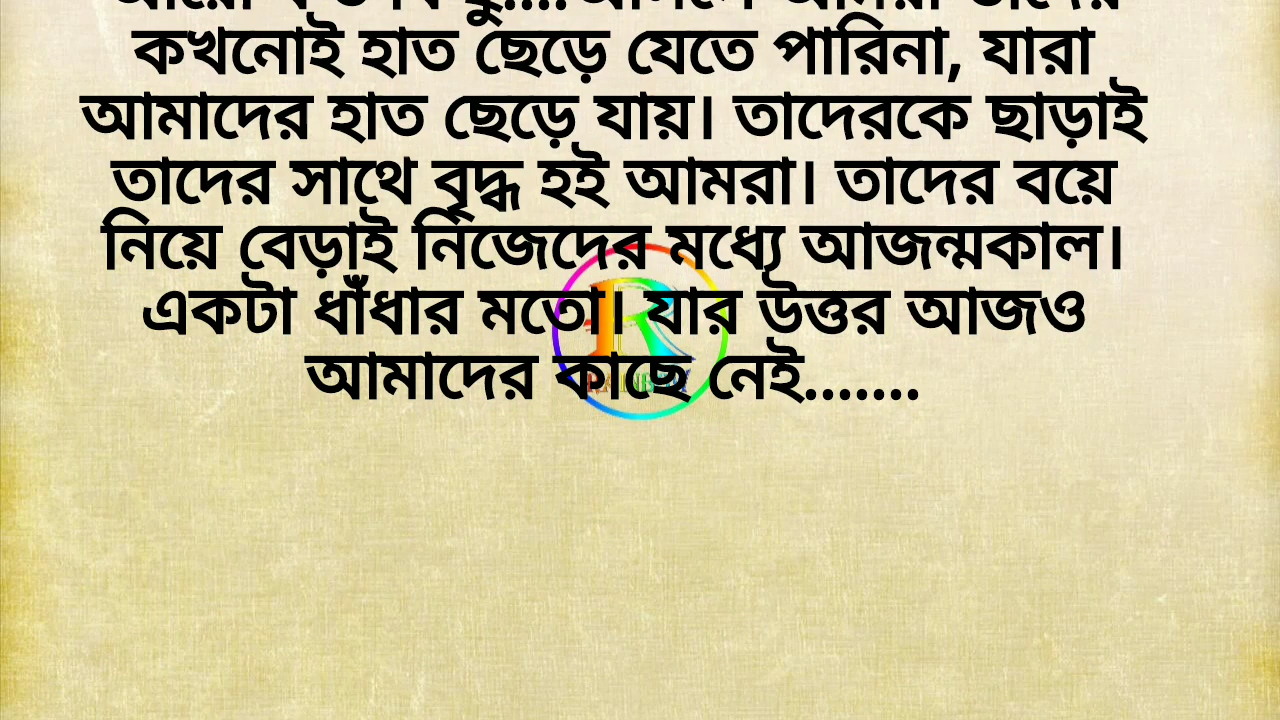 কখনোই হাত ছেড়ে যেতে পারিনা, যারা
আমাদের হাত ছেড়ে যায়। তাদেরকে ছাড়াই
তাদের সাথে বৃদ্ধ হই আমরা। তাদের বয়ে
নিয়ে বেড়াই নিজেদের মধ্যে আজন্মকাল।
একটা ধাঁধার মতো। যার উত্তর আজও
আমাদের কাছে নেই.......